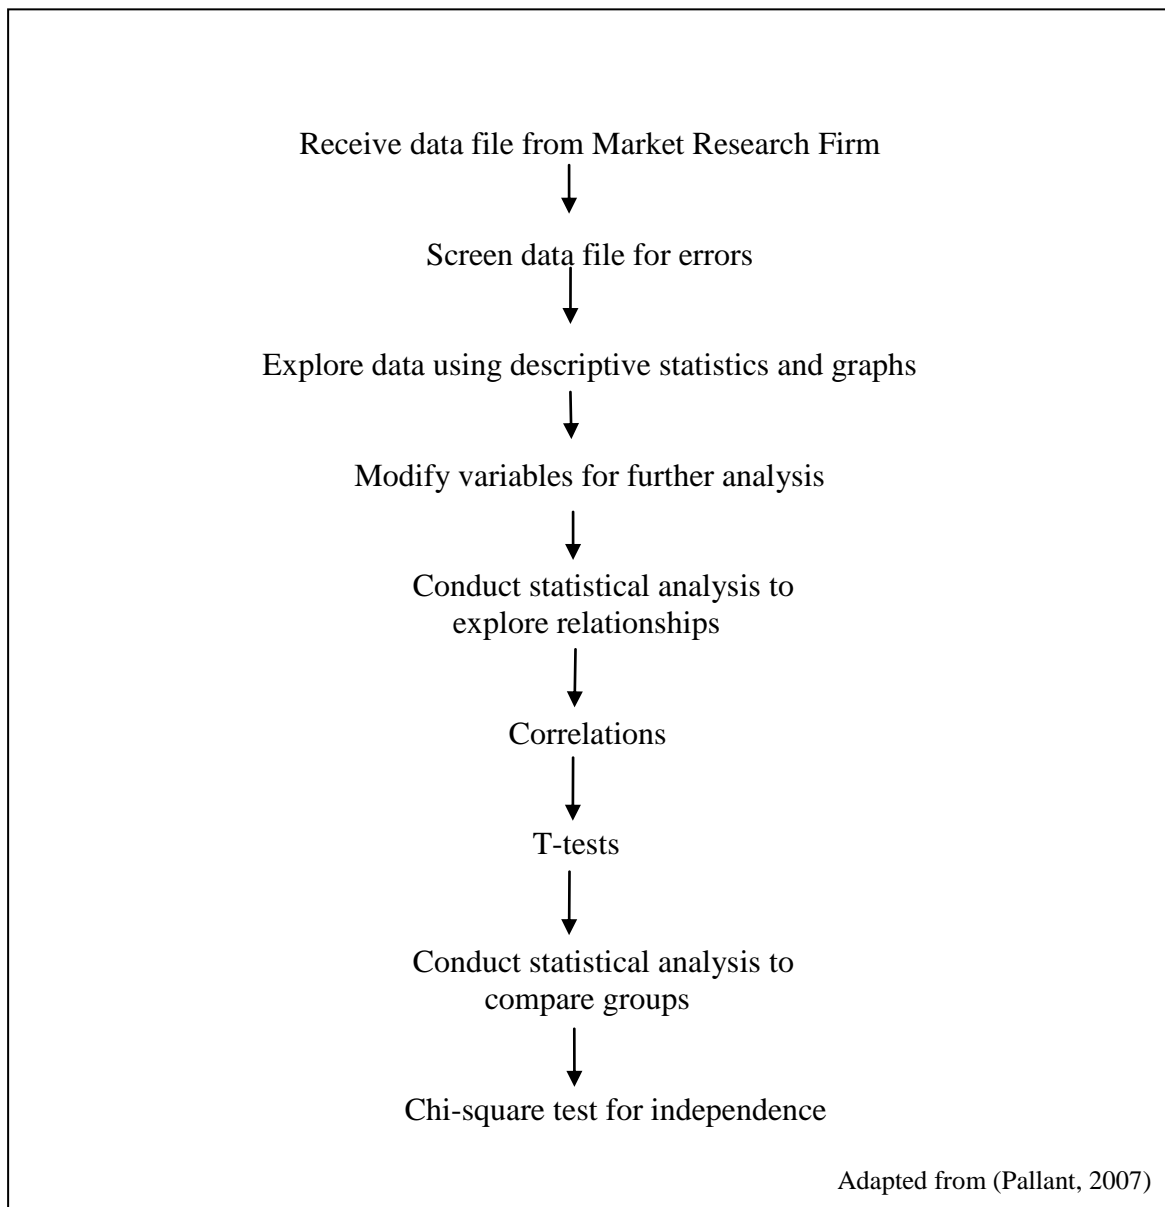 Receive data file from Market Research Firm
Screen data file for errors
Explore data using descriptive statistics and graphs
Modify variables for further analysis
Conduct statistical analysis to
explore relationships
Correlations
T-tests
Conduct statistical analysis to
compare groups
Chi-square test for independence
Adapted from (Pallant, 2007)